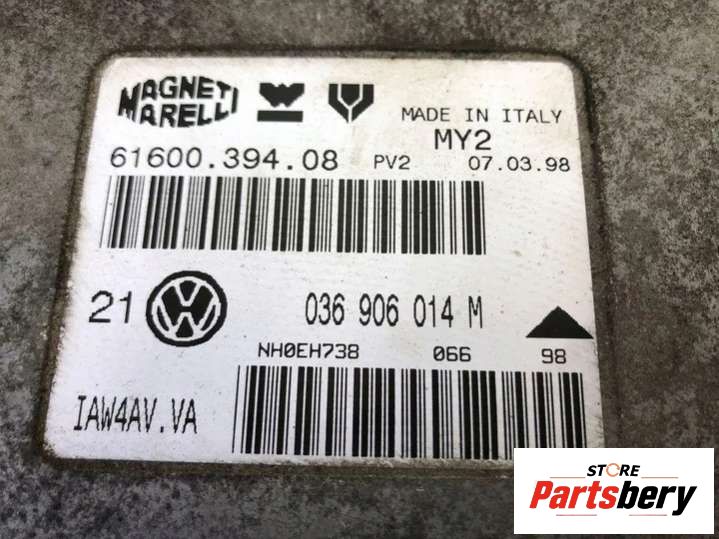 MAGNETI
MARELLI
MADE IN ITALY
MY2
61600.394.08 PV2 07.03.98
21 036 906 014 M
NH0EH738 066 98
IAW4AV.VA
STORE
Partsbery